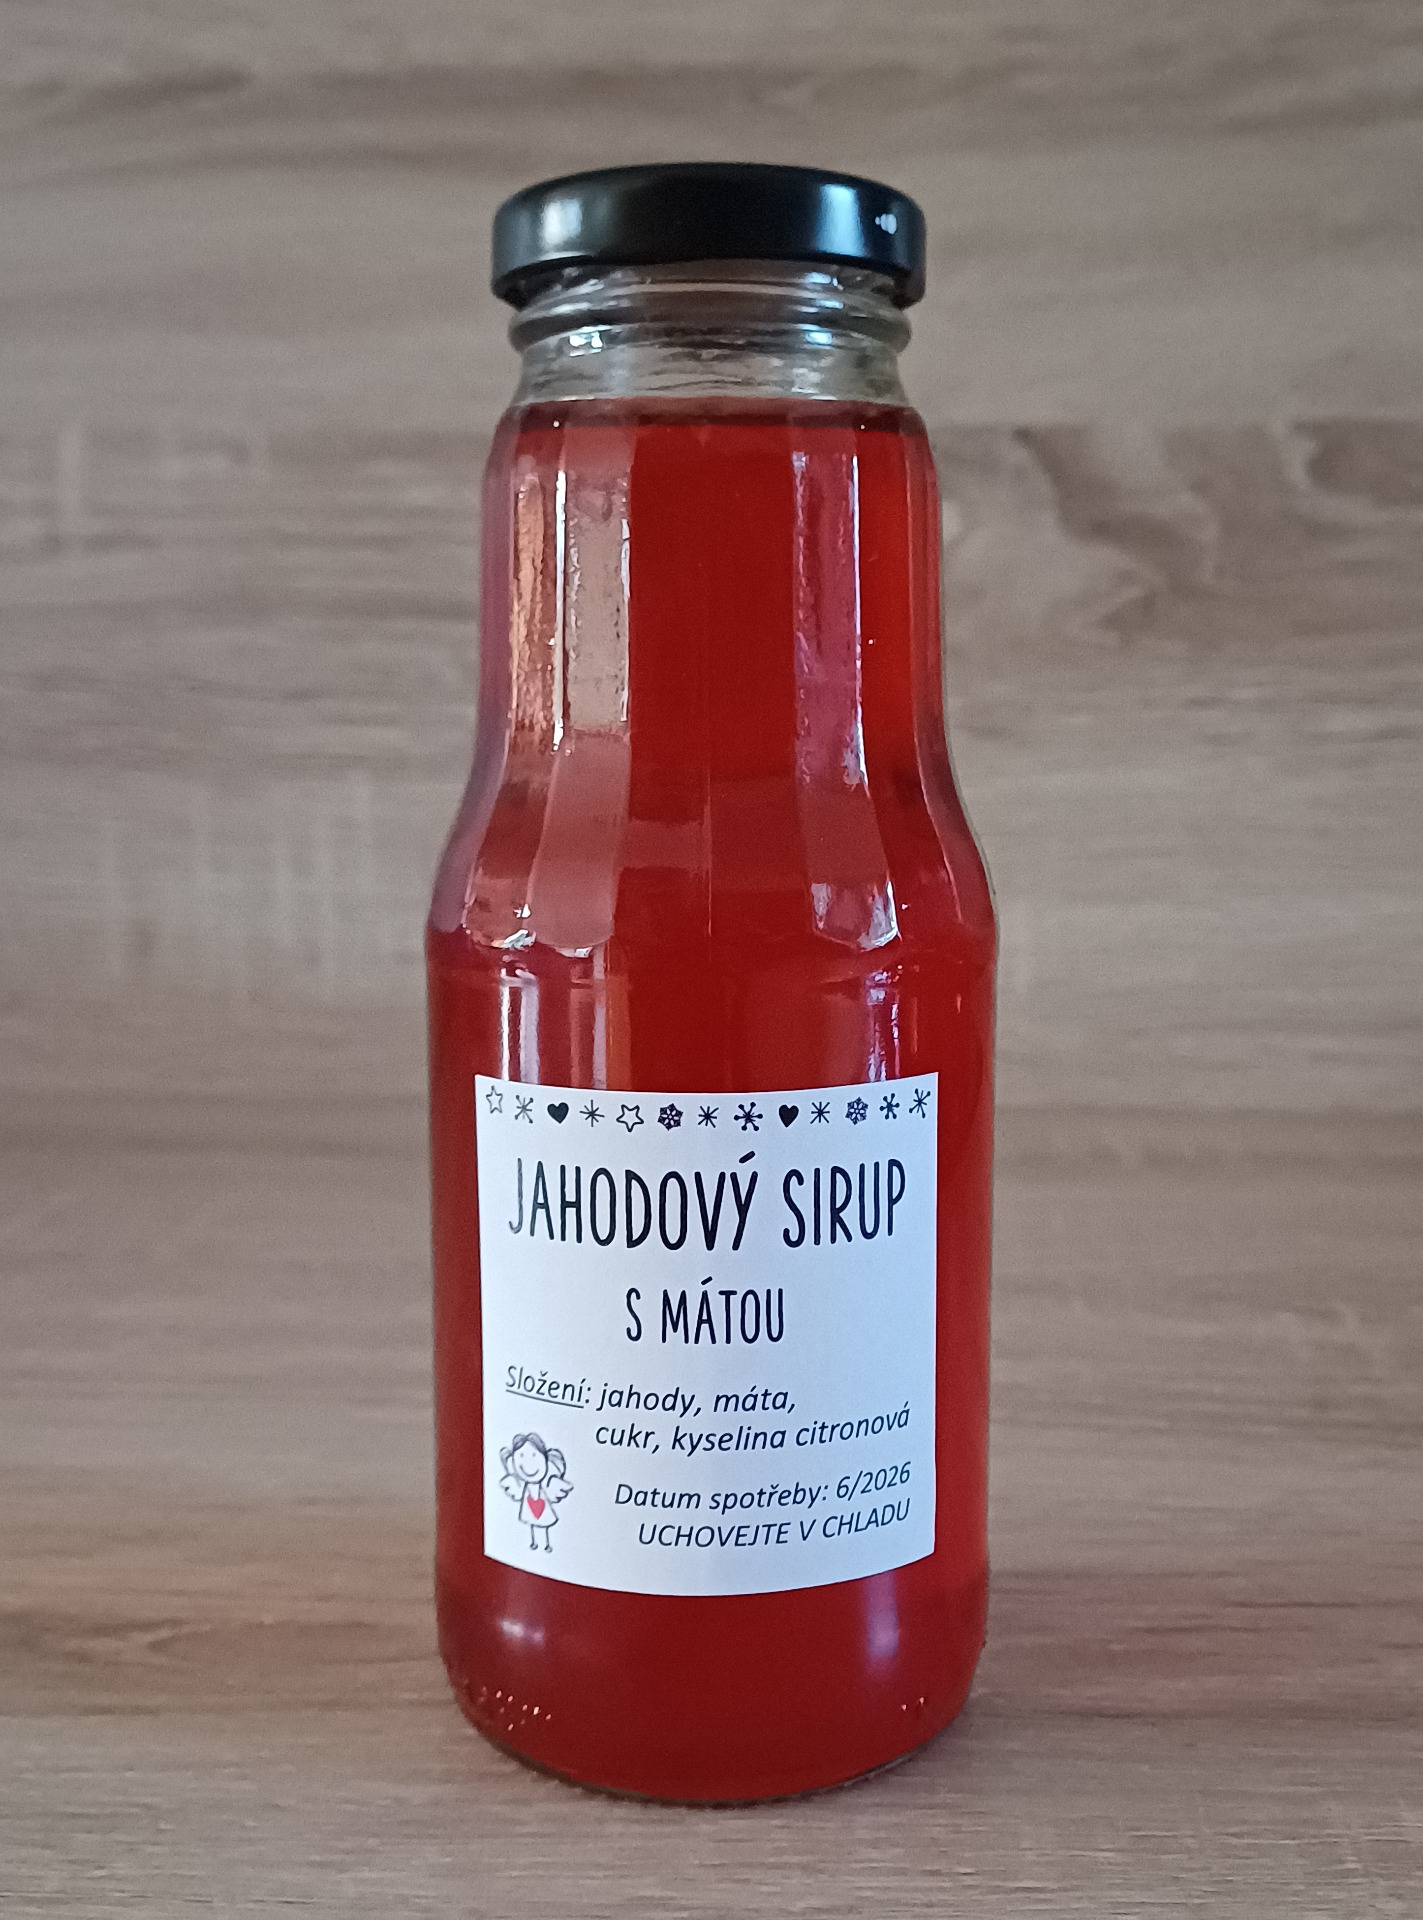 JAHODOVÝ SIRUP
S MÁTOU
Složení: jahody, máta,
cukr, kyselina citronová
Datum spotřeby: 6/2026
UCHOVEJTE V CHLADU